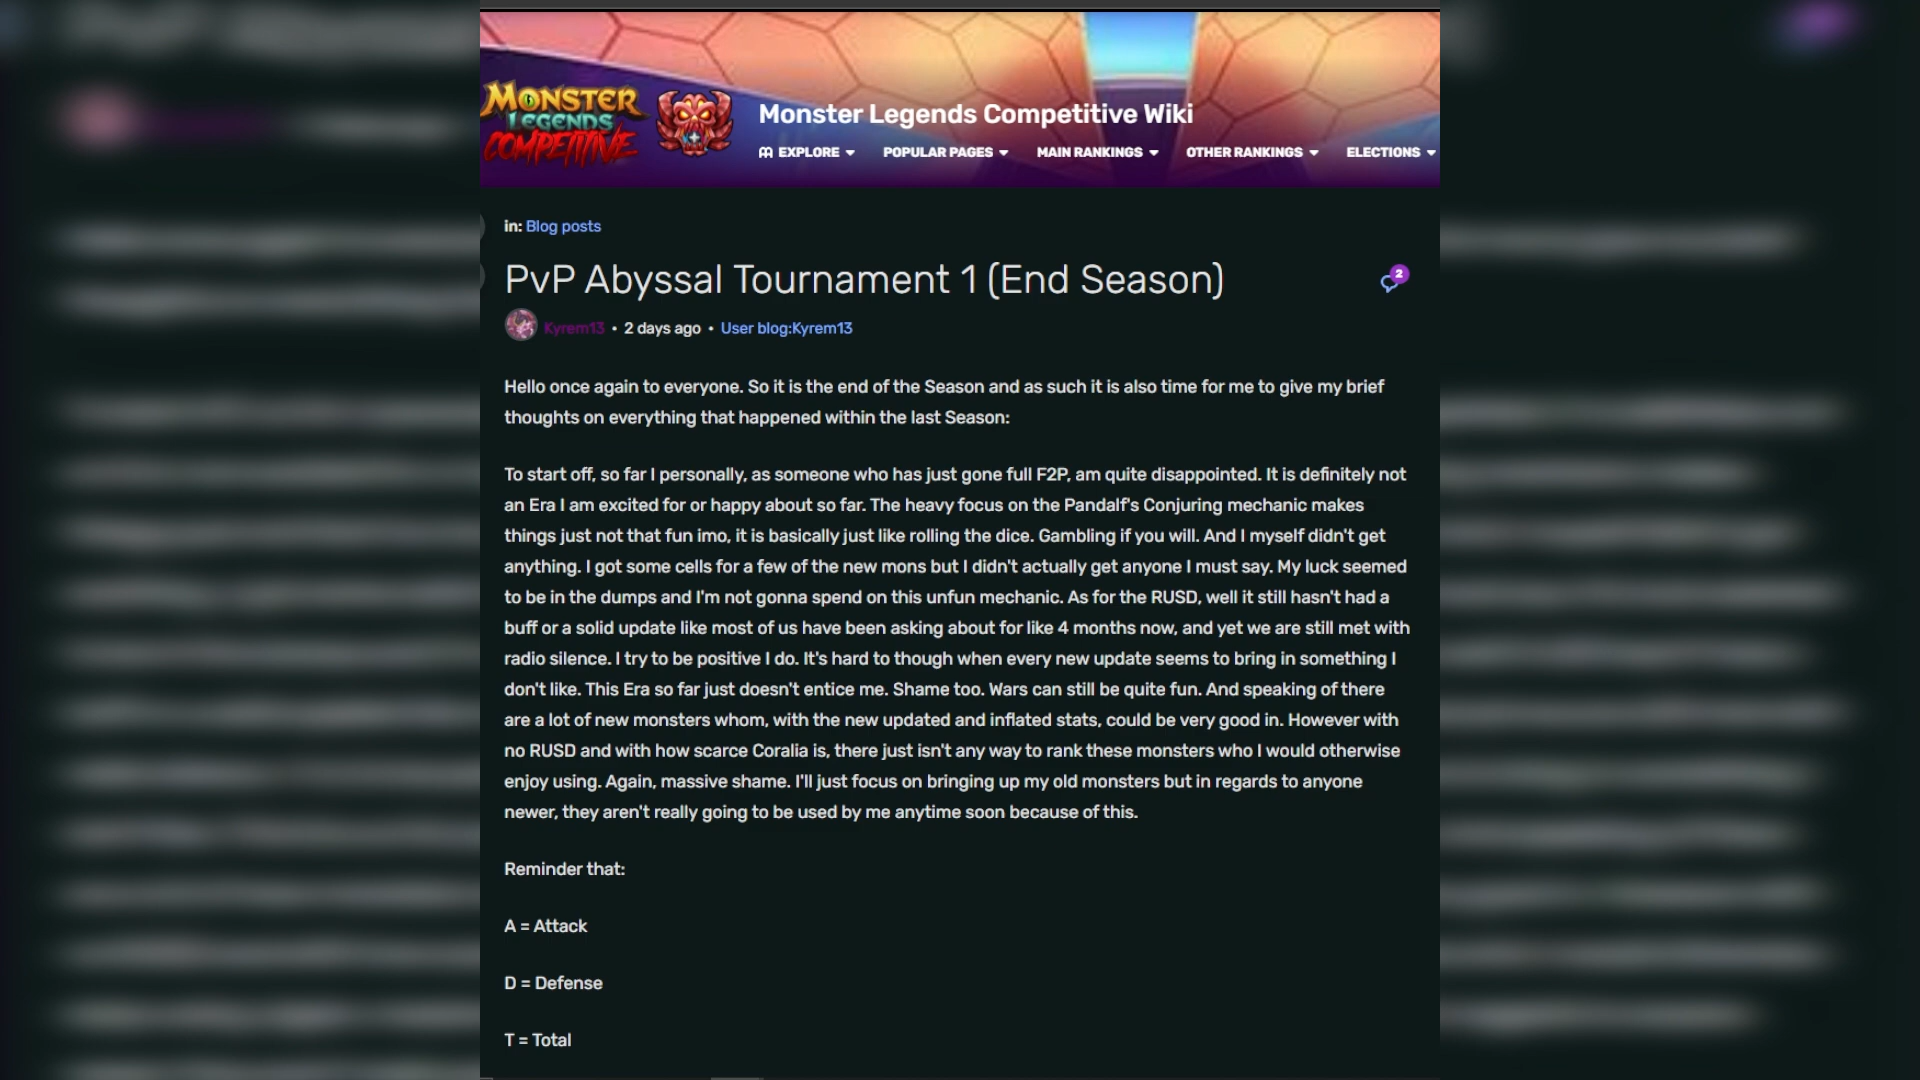 MONSTER
LEGENDS
COMPETITIVE
Monster Legends Competitive Wiki
EXPLORE
POPULAR PAGES
MAIN RANKINGS
OTHER RANKINGS
ELECTIONS
in: Blog posts
PvP Abyssal Tournament 1 (End Season)
2
Kyrem13 • 2 days ago • User blog:Kyrem13
Hello once again to everyone. So it is the end of the Season and as such it is also time for me to give my brief
thoughts on everything that happened within the last Season:
To start off, so far I personally, as someone who has just gone full F2P, am quite disappointed. It is definitely not
an Era I am excited for or happy about so far. The heavy focus on the Pandalf's Conjuring mechanic makes
things just not that fun imo, it is basically just like rolling the dice. Gambling if you will. And I myself didn't get
anything. I got some cells for a few of the new mons but I didn't actually get anyone I must say. My luck seemed
to be in the dumps and I'm not gonna spend on this unfun mechanic. As for the RUSD, well it still hasn't had a
buff or a solid update like most of us have been asking about for like 4 months now, and yet we are still met with
radio silence. I try to be positive I do. It's hard to though when every new update seems to bring in something I
don't like. This Era so far just doesn't entice me. Shame too. Wars can still be quite fun. And speaking of there
are a lot of new monsters whom, with the new updated and inflated stats, could be very good in. However with
no RUSD and with how scarce Coralia is, there just isn't any way to rank these monsters who I would otherwise
enjoy using. Again, massive shame. I'll just focus on bringing up my old monsters but in regards to anyone
newer, they aren't really going to be used by me anytime soon because of this.
Reminder that:
A = Attack
D = Defense
T = Total